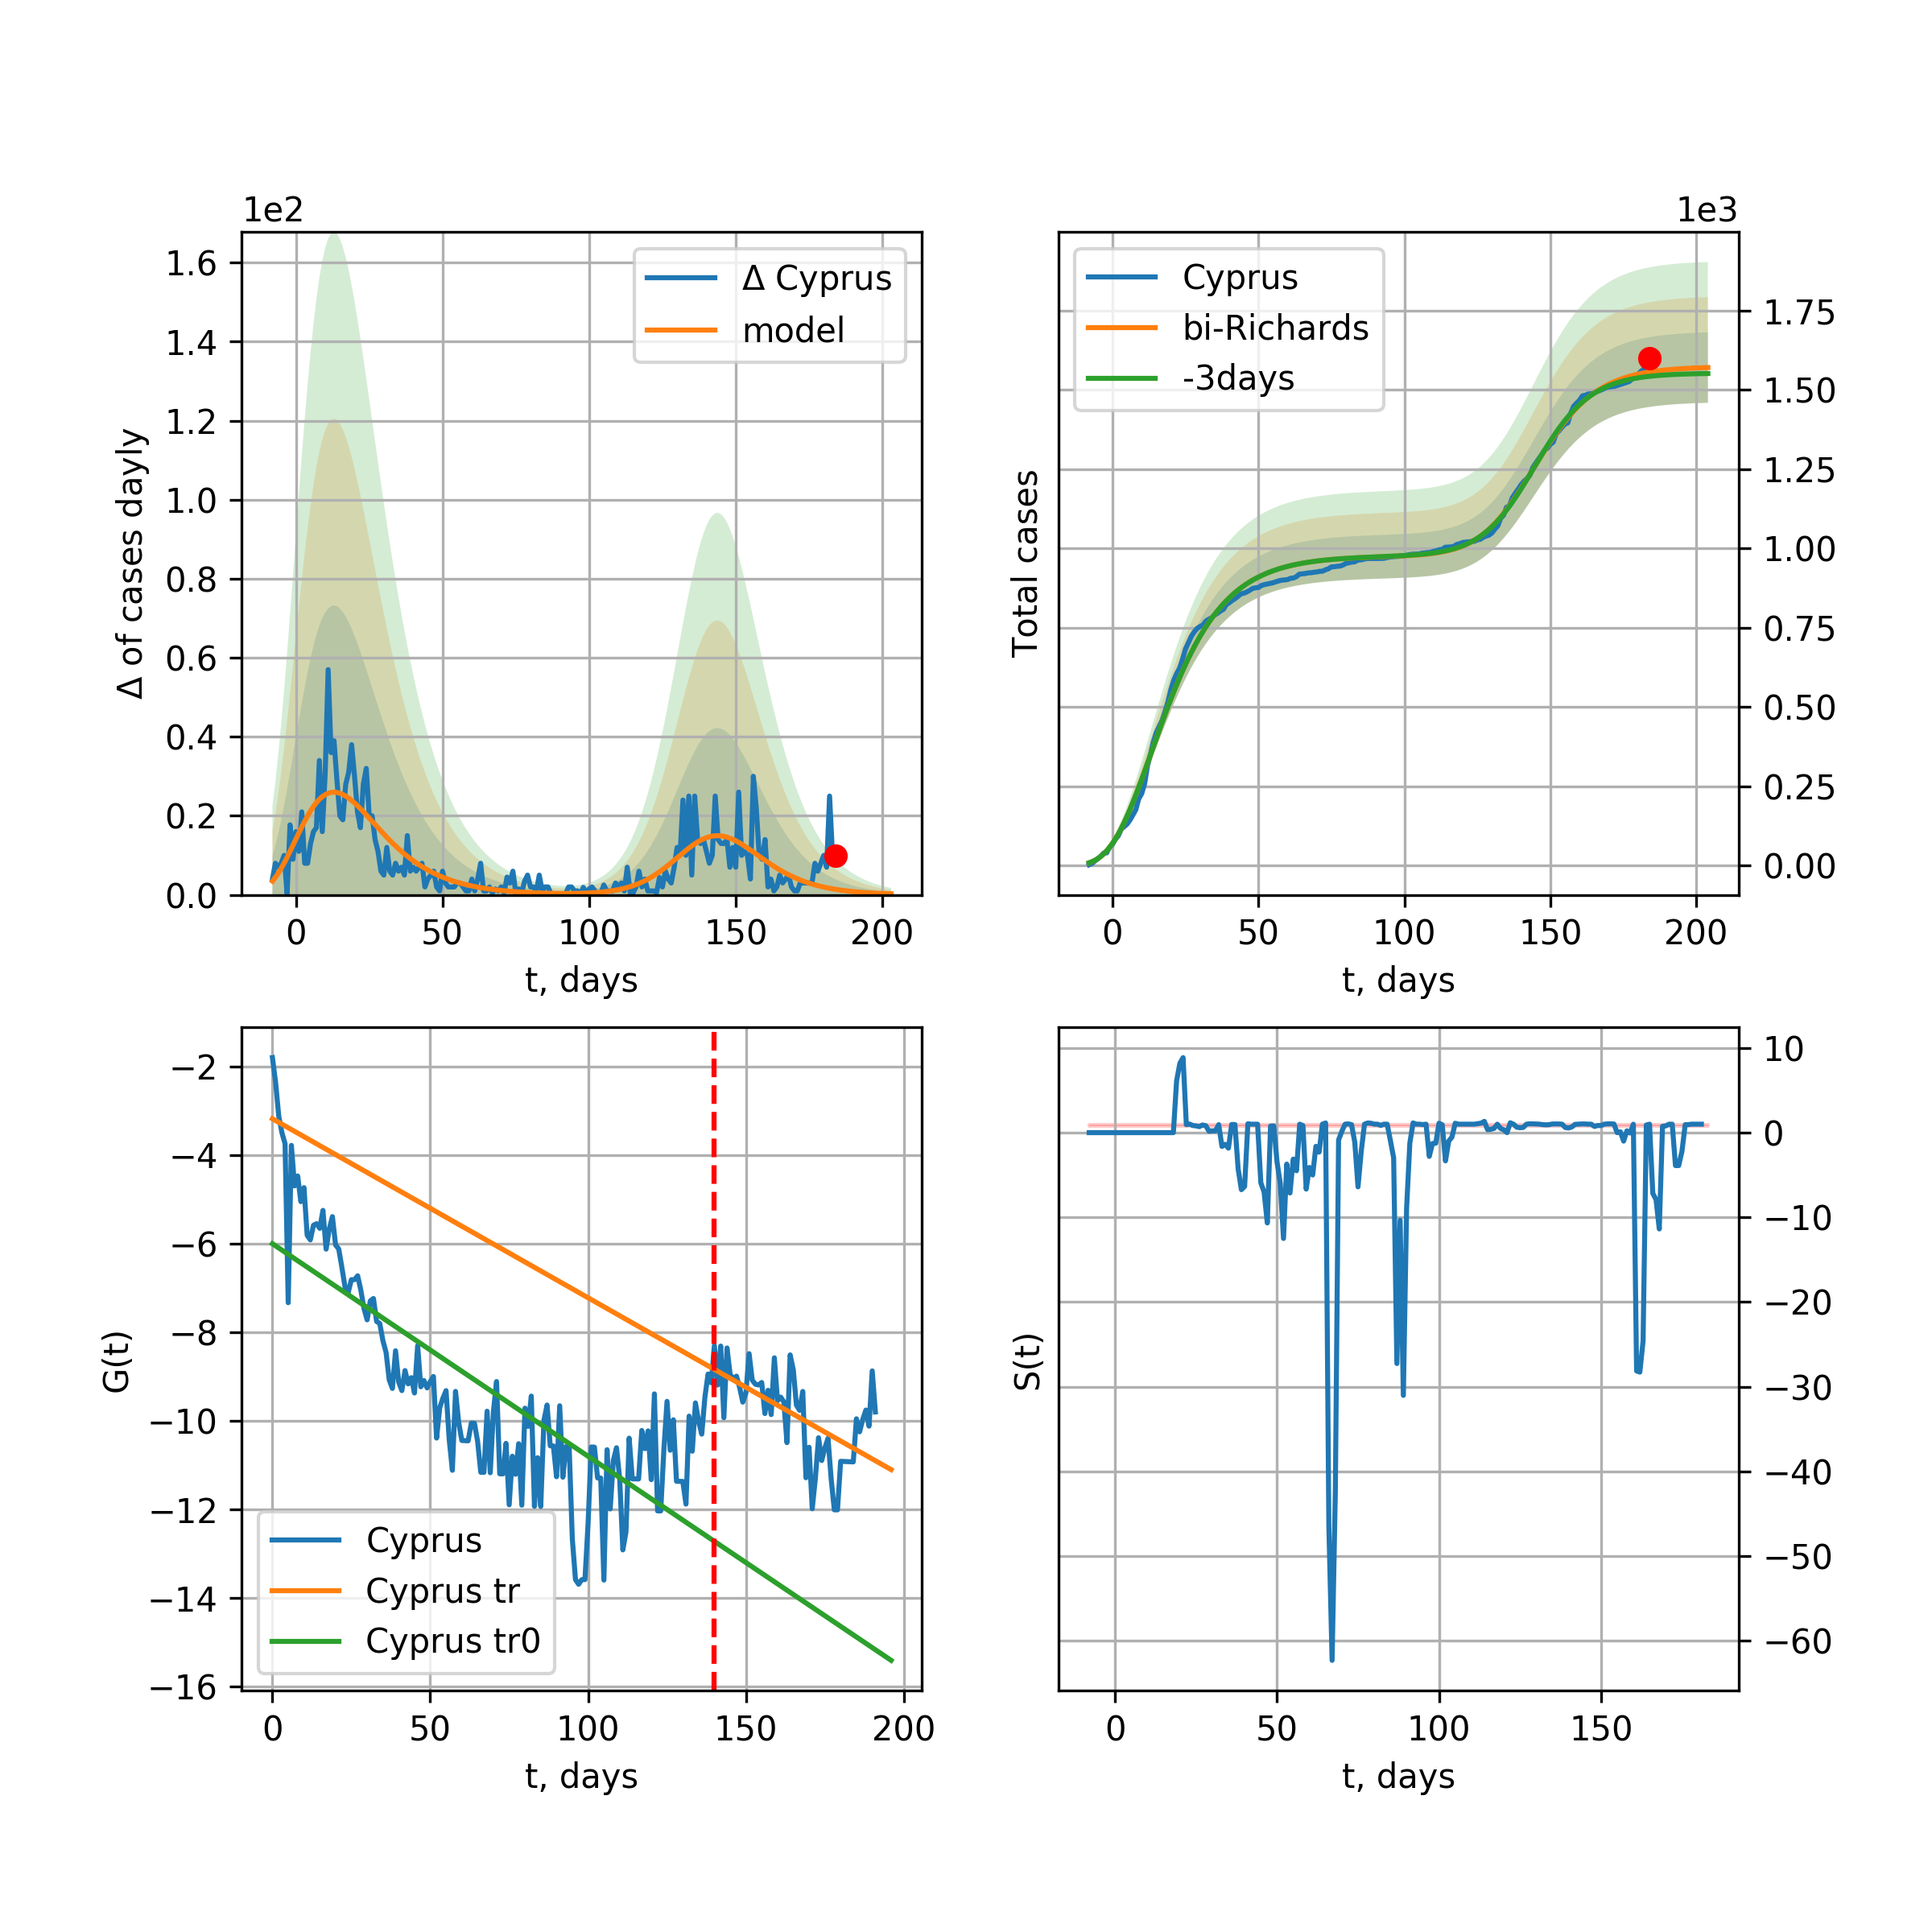 1e2
Δ of cases dayly
1.6
1.4
1.2
1.0
0.8
0.6
0.4
0.2
0.0
Δ Cyprus
model
0 50 100 150 200
t, days
1e3
Total cases
Cyprus
bi-Richards
-3days
1.75
1.50
1.25
1.00
0.75
0.50
0.25
0.00
0 50 100 150 200
t, days
G(t)
−2
−4
−6
−8
−10
−12
−14
−16
Cyprus
Cyprus tr
Cyprus tr0
0 50 100 150 200
t, days
S(t)
10
0
−10
−20
−30
−40
−50
−60
0 50 100 150
t, days